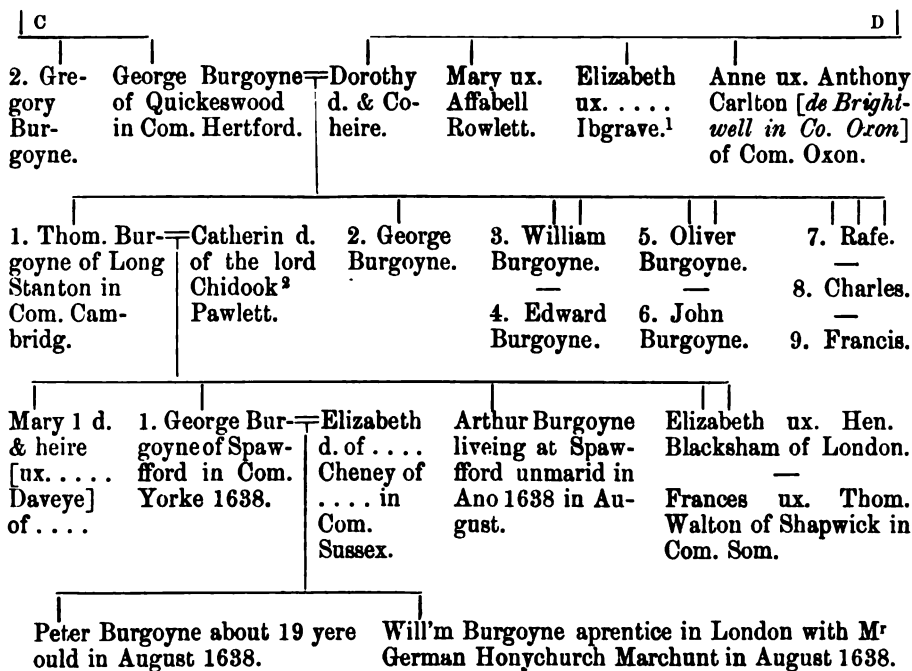 C
D
2. Gre-
gory
Bur-
goyne.
George Burgoyne
of Quickeswood
in Com. Hertford.
Dorothy
d. & Co-
heire.
Mary ux.
Affabell
Rowlett.
Elizabeth
ux. . . . . .
Ibgrave.¹
Anne ux. Anthony
Carlton [de Bright-
well in Co. Oxon]
of Com. Oxon.
1. Thom. Bur-
goyne of Long
Stanton in
Com. Cam-
bridg.
Catherin d.
of the lord
Chidook²
Pawlett.
2. George
Burgoyne.
3. William
Burgoyne.
—
4. Edward
Burgoyne.
5. Oliver
Burgoyne.
—
6. John
Burgoyne.
7. Rafe.
—
8. Charles.
—
9. Francis.
Mary 1 d.
& heire
[ux. . . . . .
Daveye]
of . . . .
1. George Bur-
goyne of Spaw-
fford in Com.
Yorke 1638.
Elizabeth
d. of . . . .
Cheney of
. . . . in
Com.
Sussex.
Arthur Burgoyne
liveing at Spaw-
fford unmarid in
Ano 1638 in Au-
gust.
Elizabeth ux. Hen.
Blacksham of London.
—
Frances ux. Thom.
Walton of Shapwick in
Com. Som.
Peter Burgoyne about 19 yere
ould in August 1638.
Will'm Burgoyne aprentice in London with Mʳ
German Honychurch Marchunt in August 1638.